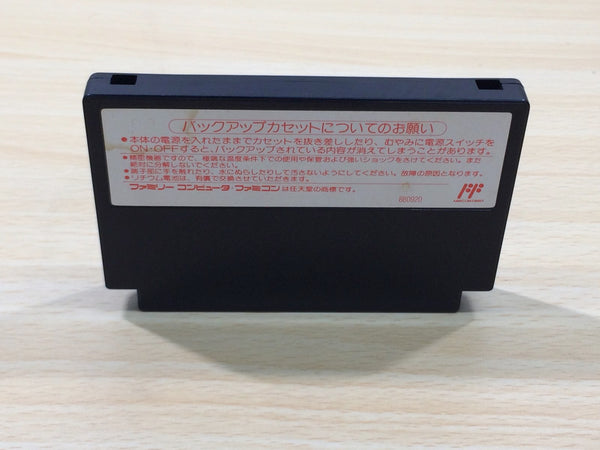 バックアップカセットについてのお願い
●本体の電源を入れたままでカセットを抜き差ししたり、むやみに電源スイッチを
ON・OFFすると、バックアップされている内容が消えてしまうことがあります。
●精密機器ですので、極端な温度条件下での使用や保管および強いショックをさけてください。また
絶対に分解しないでください。
●端子部に手を触れたり、水にぬらしたりして汚さないようにしてください。故障の原因となります。
●リチウム電池は、有償で交換させていただきます。
ファミリーコンピュータ・ファミコンは任天堂の商標です。
880920